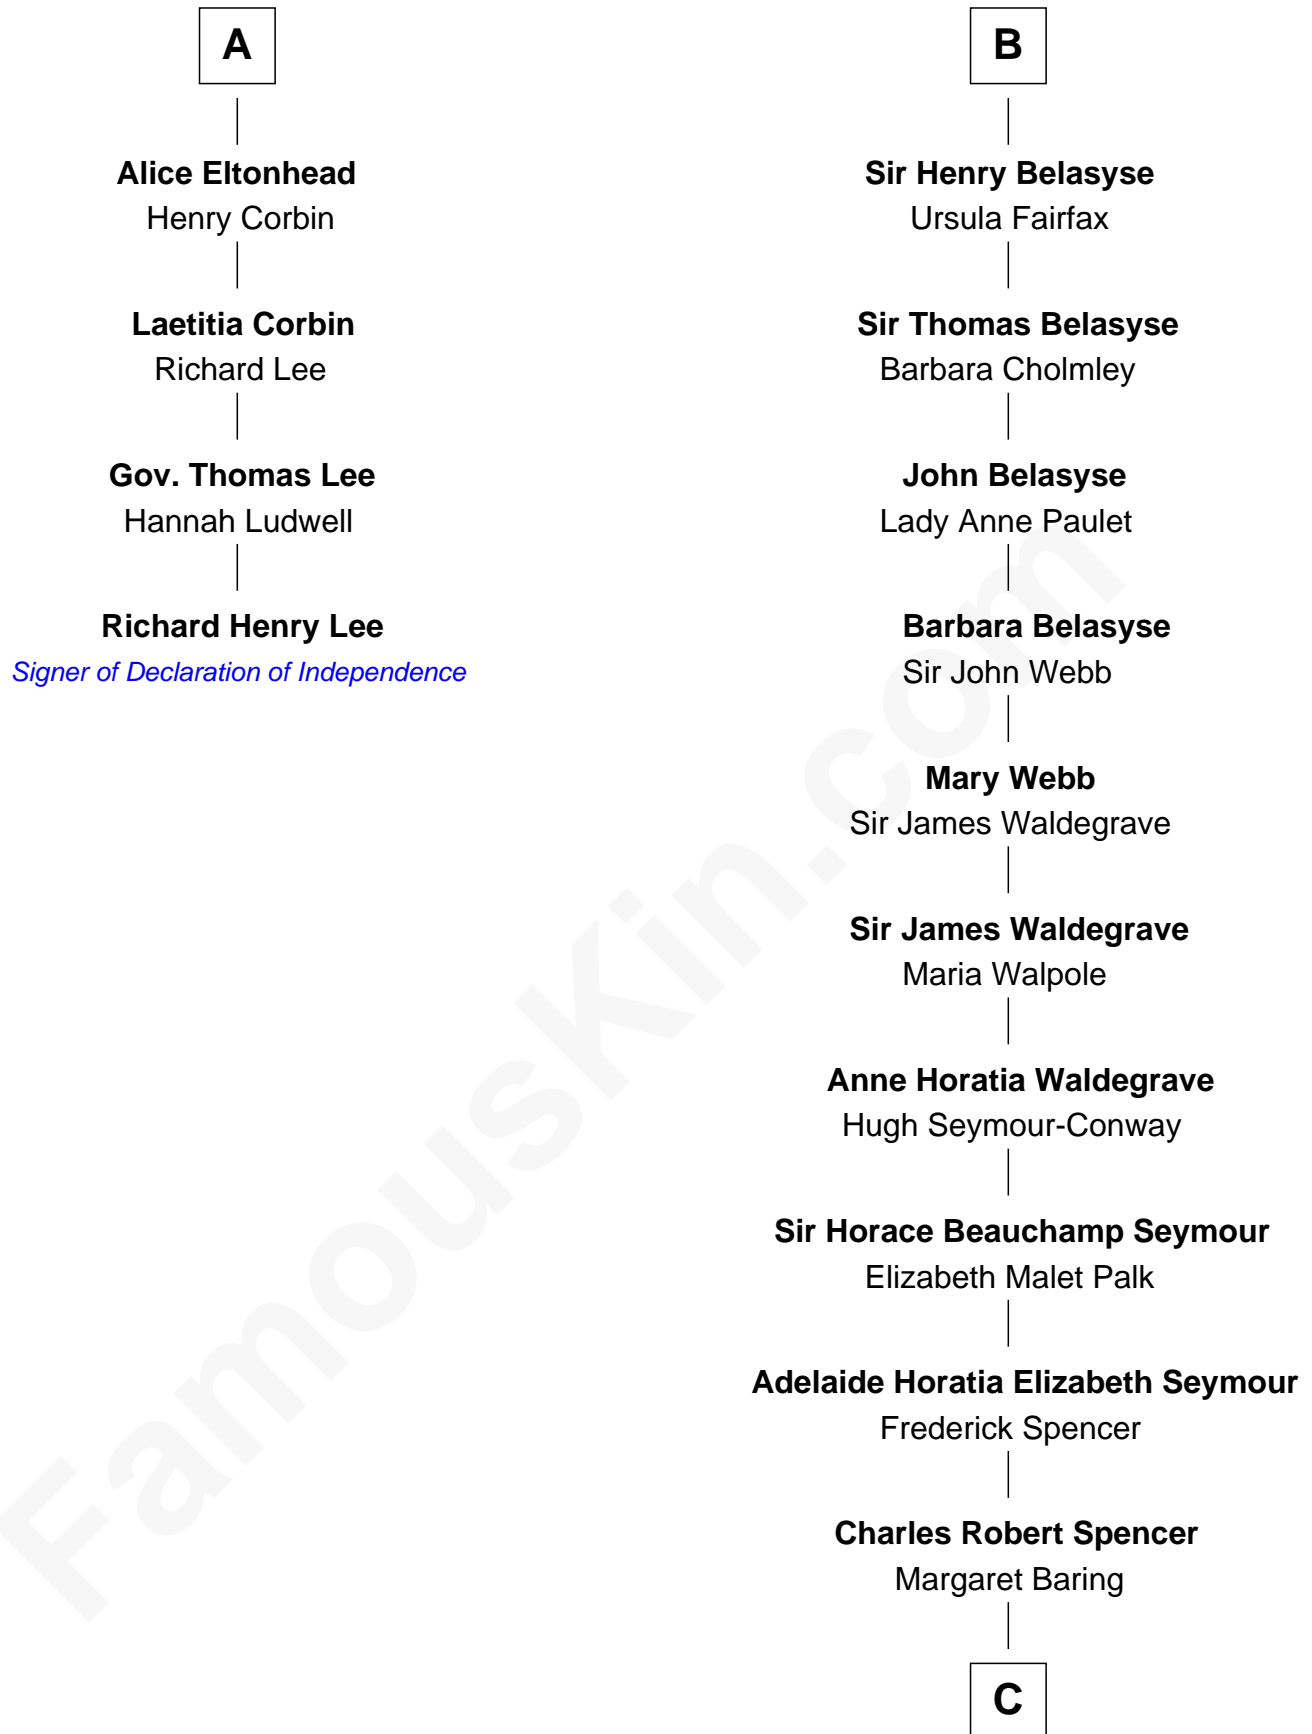 A
Alice Eltonhead
Henry Corbin
Laetitia Corbin
Richard Lee
Gov. Thomas Lee
Hannah Ludwell
Richard Henry Lee
Signer of Declaration of Independence
B
Sir Henry Belasyse
Ursula Fairfax
Sir Thomas Belasyse
Barbara Cholmley
John Belasyse
Lady Anne Paulet
Barbara Belasyse
Sir John Webb
Mary Webb
Sir James Waldegrave
Sir James Waldegrave
Maria Walpole
Anne Horatia Waldegrave
Hugh Seymour-Conway
Sir Horace Beauchamp Seymour
Elizabeth Malet Palk
Adelaide Horatia Elizabeth Seymour
Frederick Spencer
Charles Robert Spencer
Margaret Baring
C
FamousKin.com